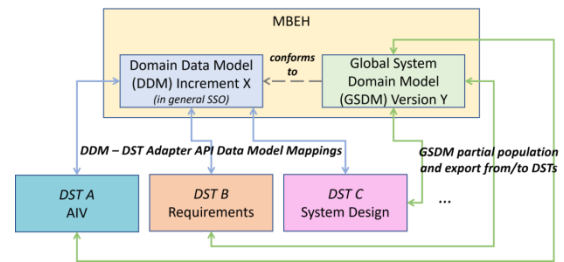 MBEH
Domain Data Model
(DDM) Increment X
(in general SSO)
conforms
to
Global System
Domain Model
(GSDM) Version Y
DDM – DST Adapter API Data Model Mappings
GSDM partial population
and export from/to DSTs
DST A
AIV
DST B
Requirements
DST C
System Design
...